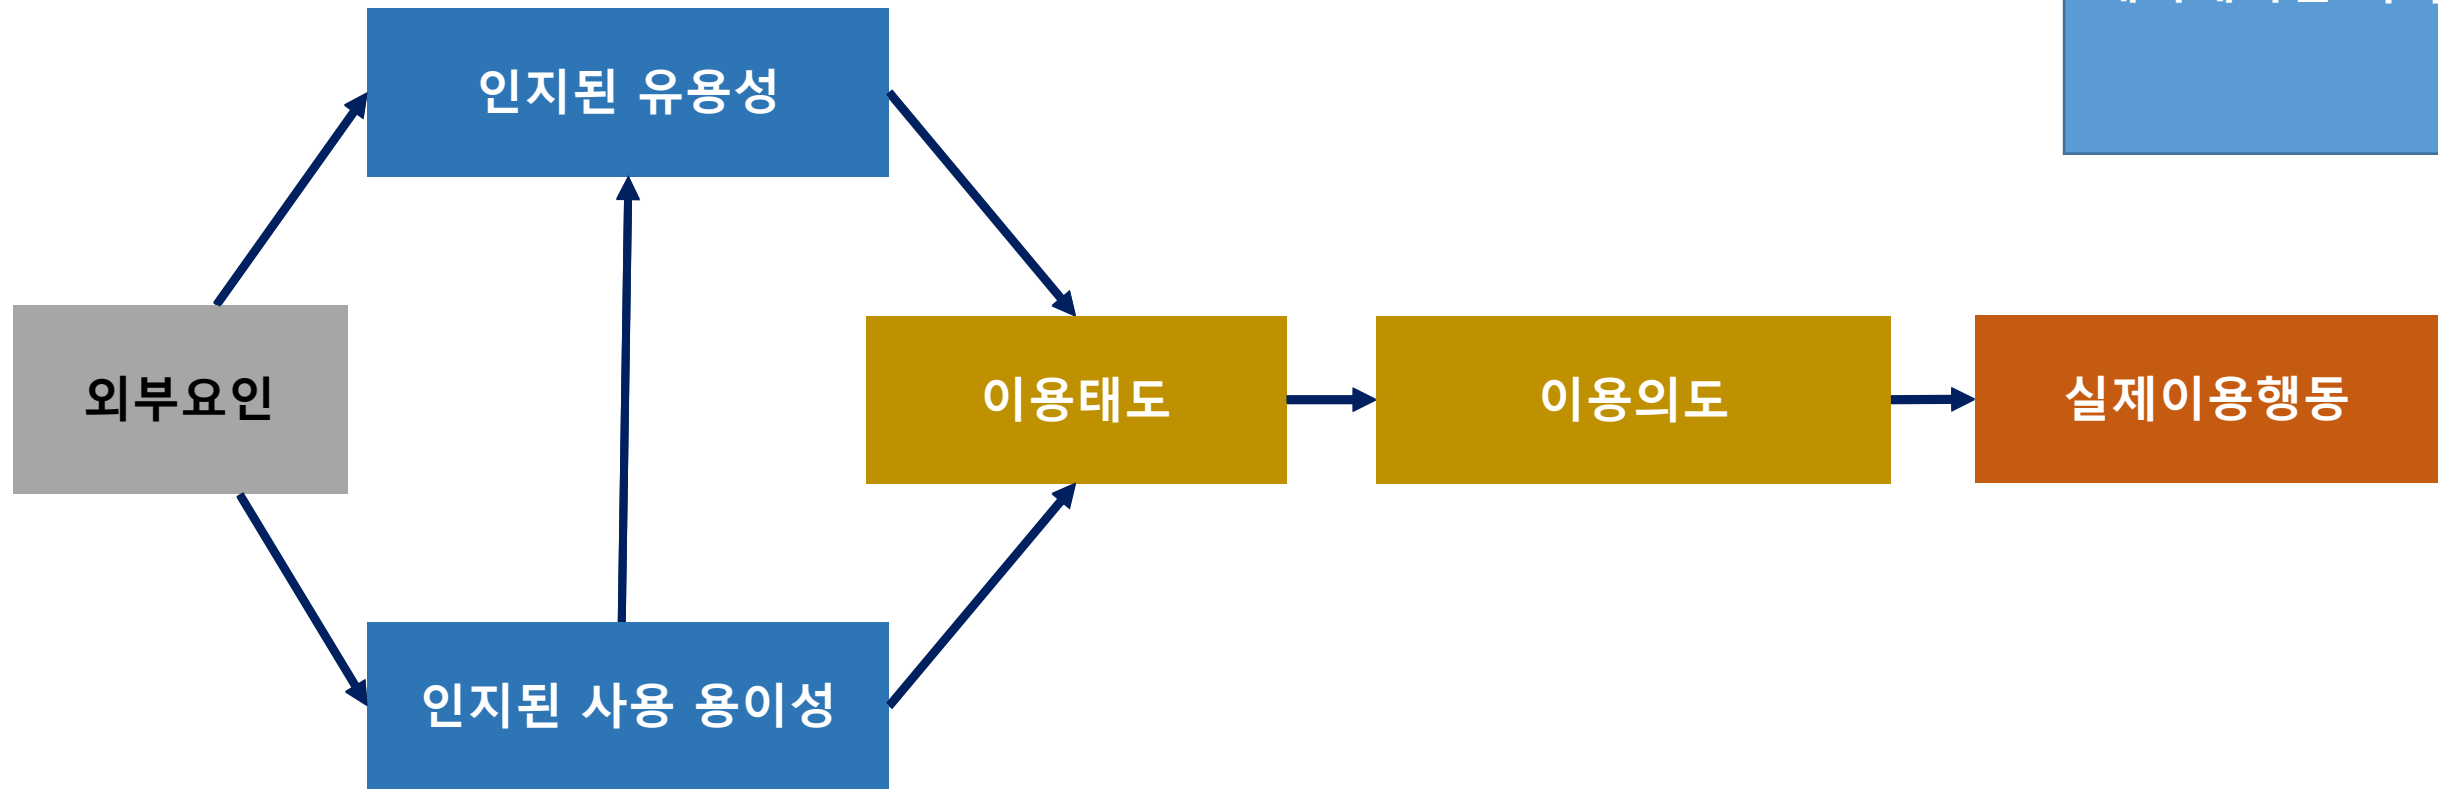 인지된 유용성
외부요인
이용태도
이용의도
실제이용행동
인지된 사용 용이성